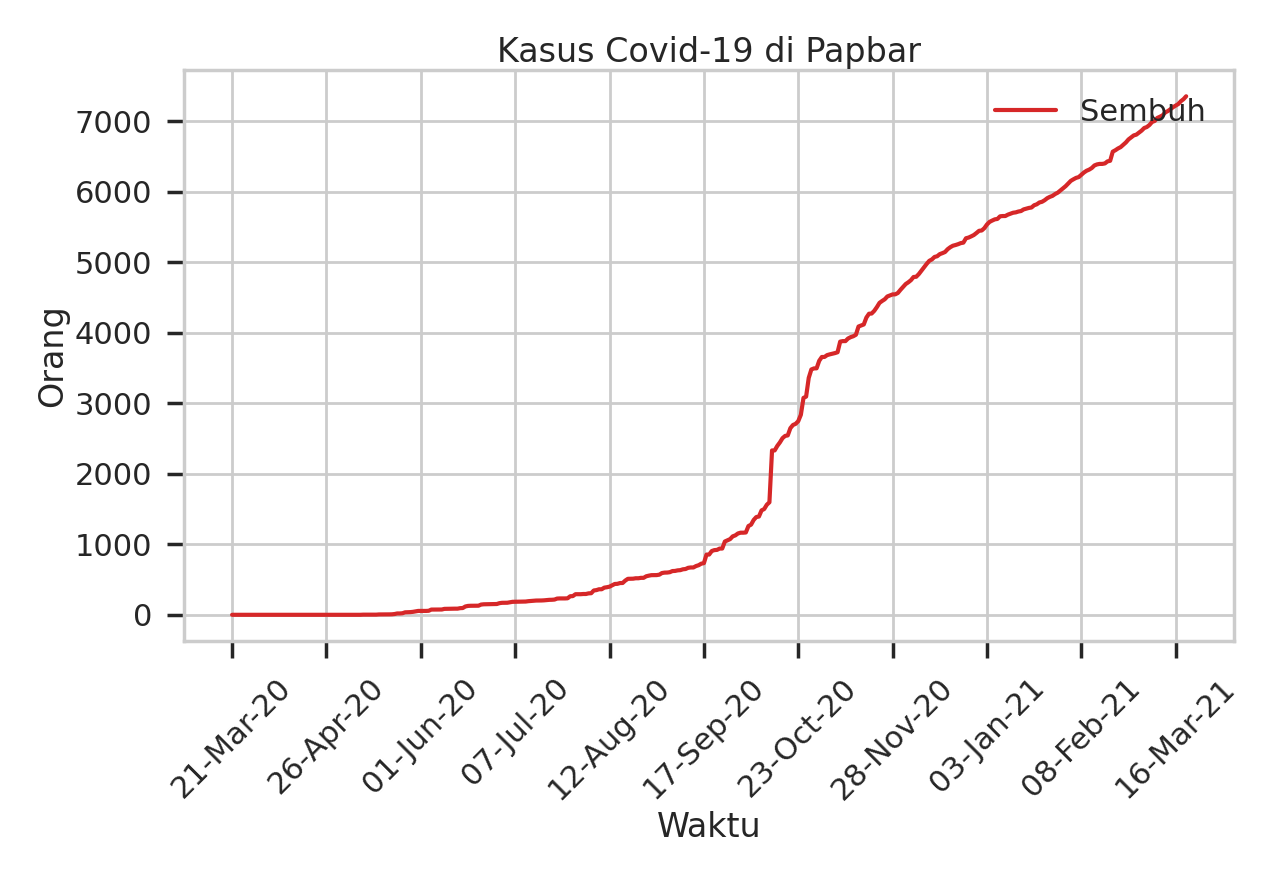 Kasus Covid-19 di Papbar
Sembuh
7000
6000
5000
4000
3000
2000
1000
0
Orang
21-Mar-20
26-Apr-20
01-Jun-20
07-Jul-20
12-Aug-20
17-Sep-20
23-Oct-20
28-Nov-20
03-Jan-21
08-Feb-21
16-Mar-21
Waktu